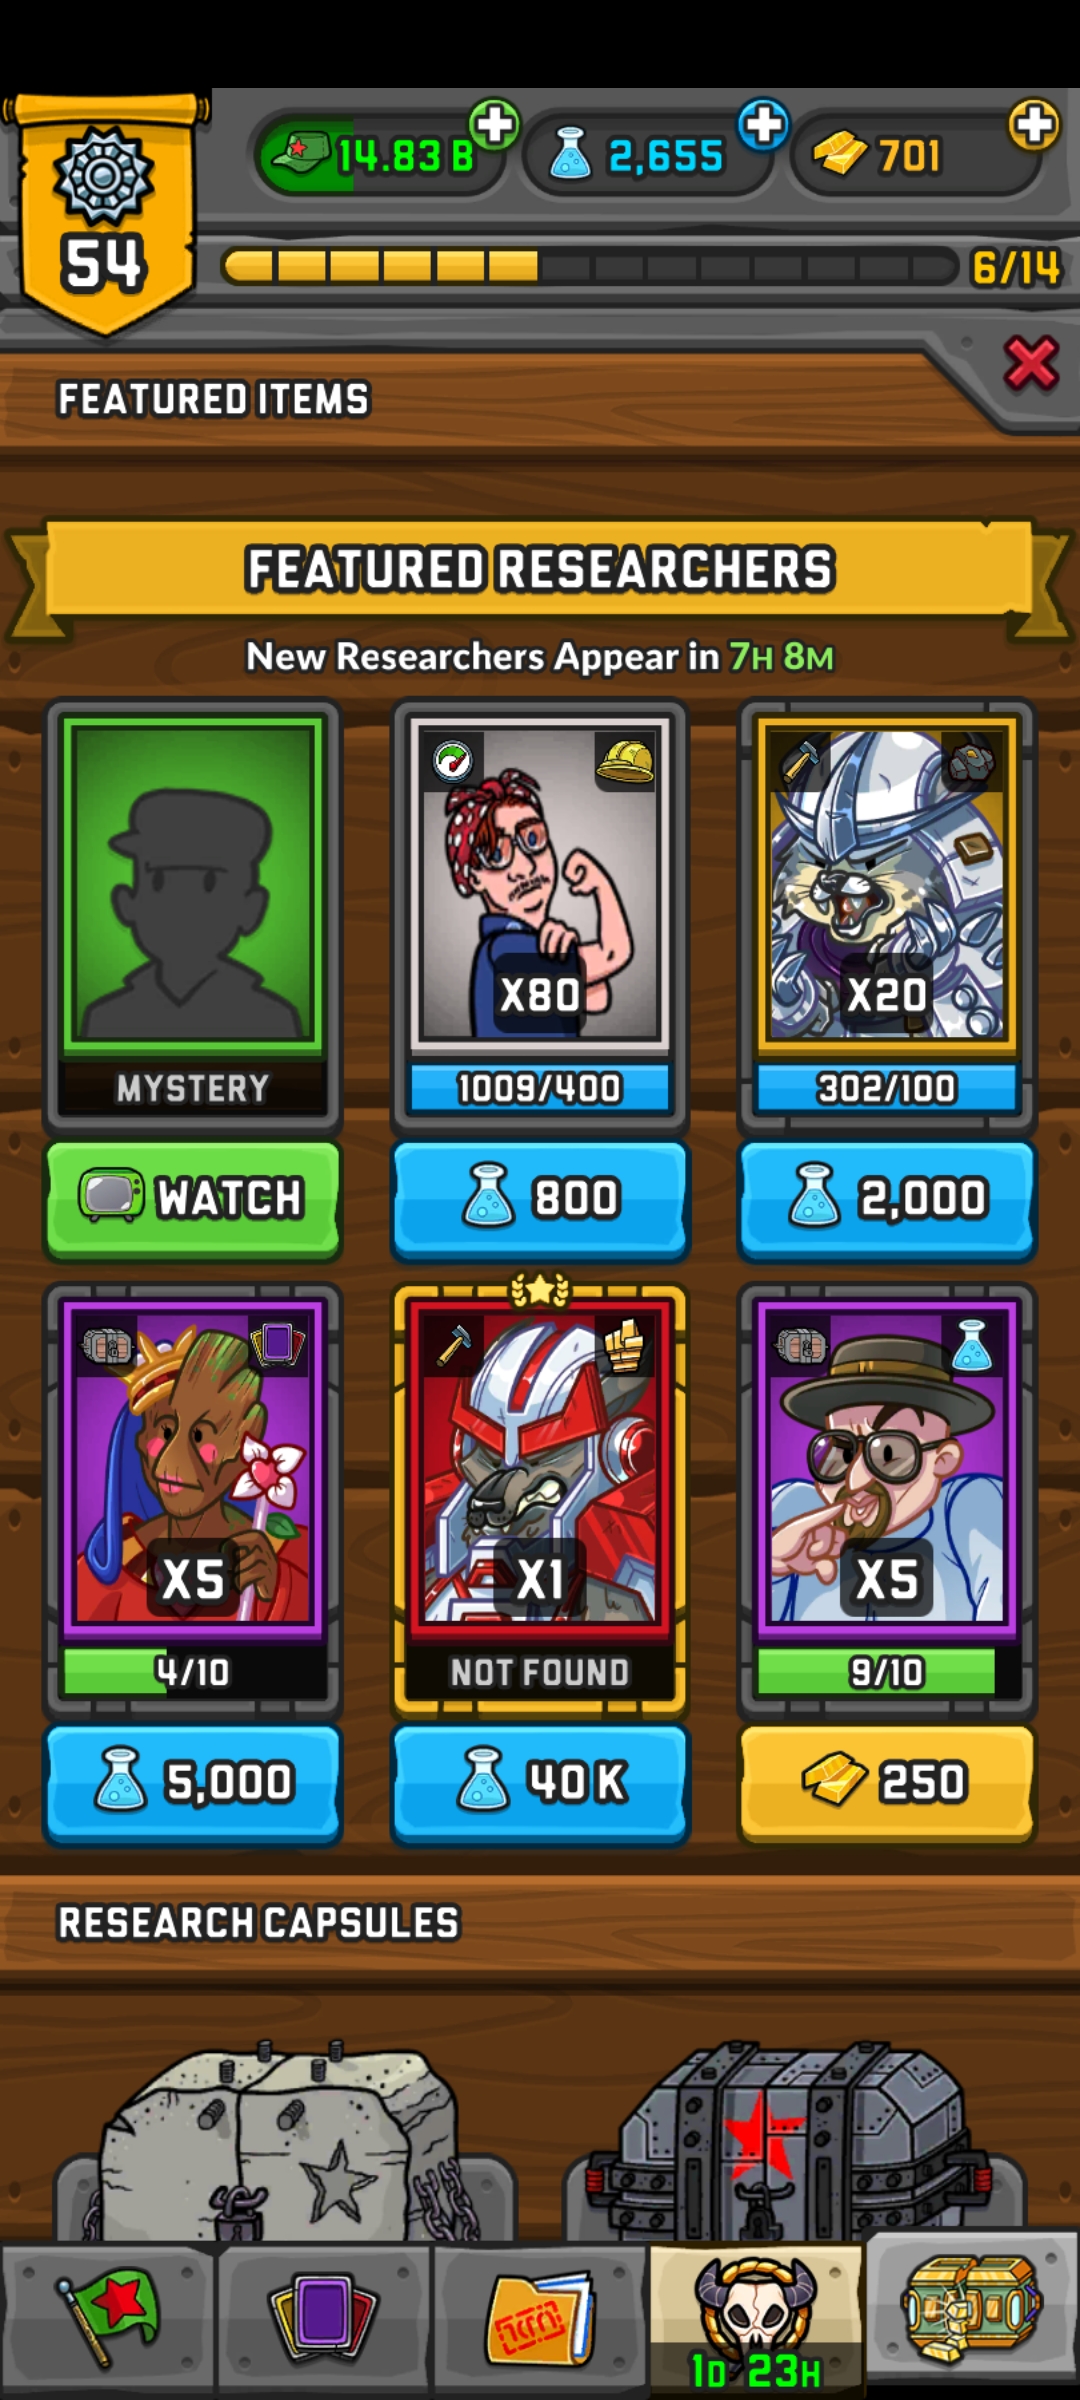 14.83 B
2,655
701
54
6/14
FEATURED ITEMS
FEATURED RESEARCHERS
New Researchers Appear in 7H 8M
X80
X20
MYSTERY
1009/400
302/100
WATCH
800
2,000
X5
X1
X5
4/10
NOT FOUND
9/10
5,000
40 K
250
RESEARCH CAPSULES
1D 23H